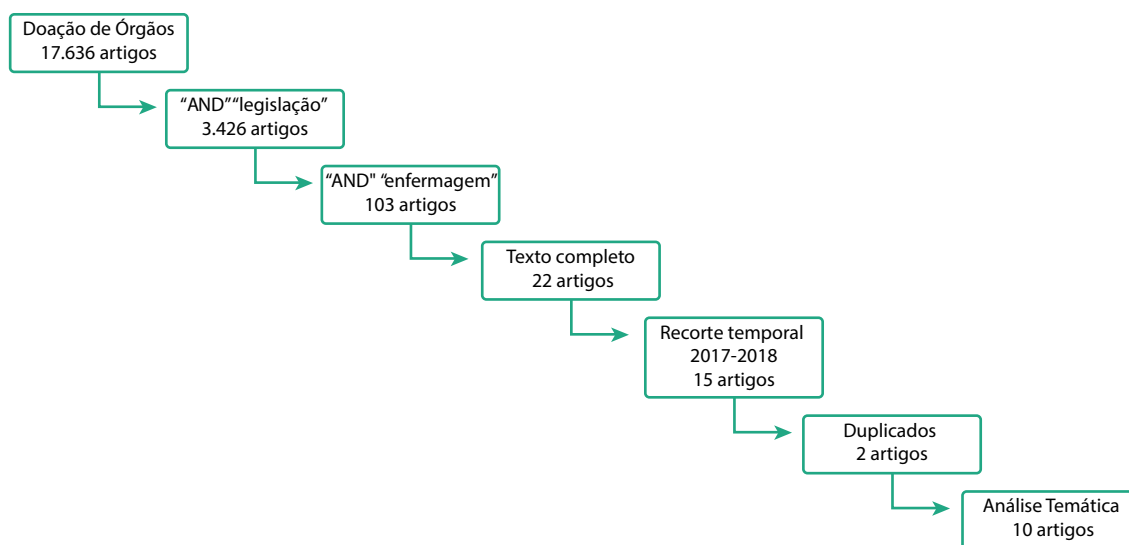 Doação de Órgãos
17.636 artigos
“AND”“legislação”
3.426 artigos
“AND" “enfermagem”
103 artigos
Texto completo
22 artigos
Recorte temporal
2017-2018
15 artigos
Duplicados
2 artigos
Análise Temática
10 artigos